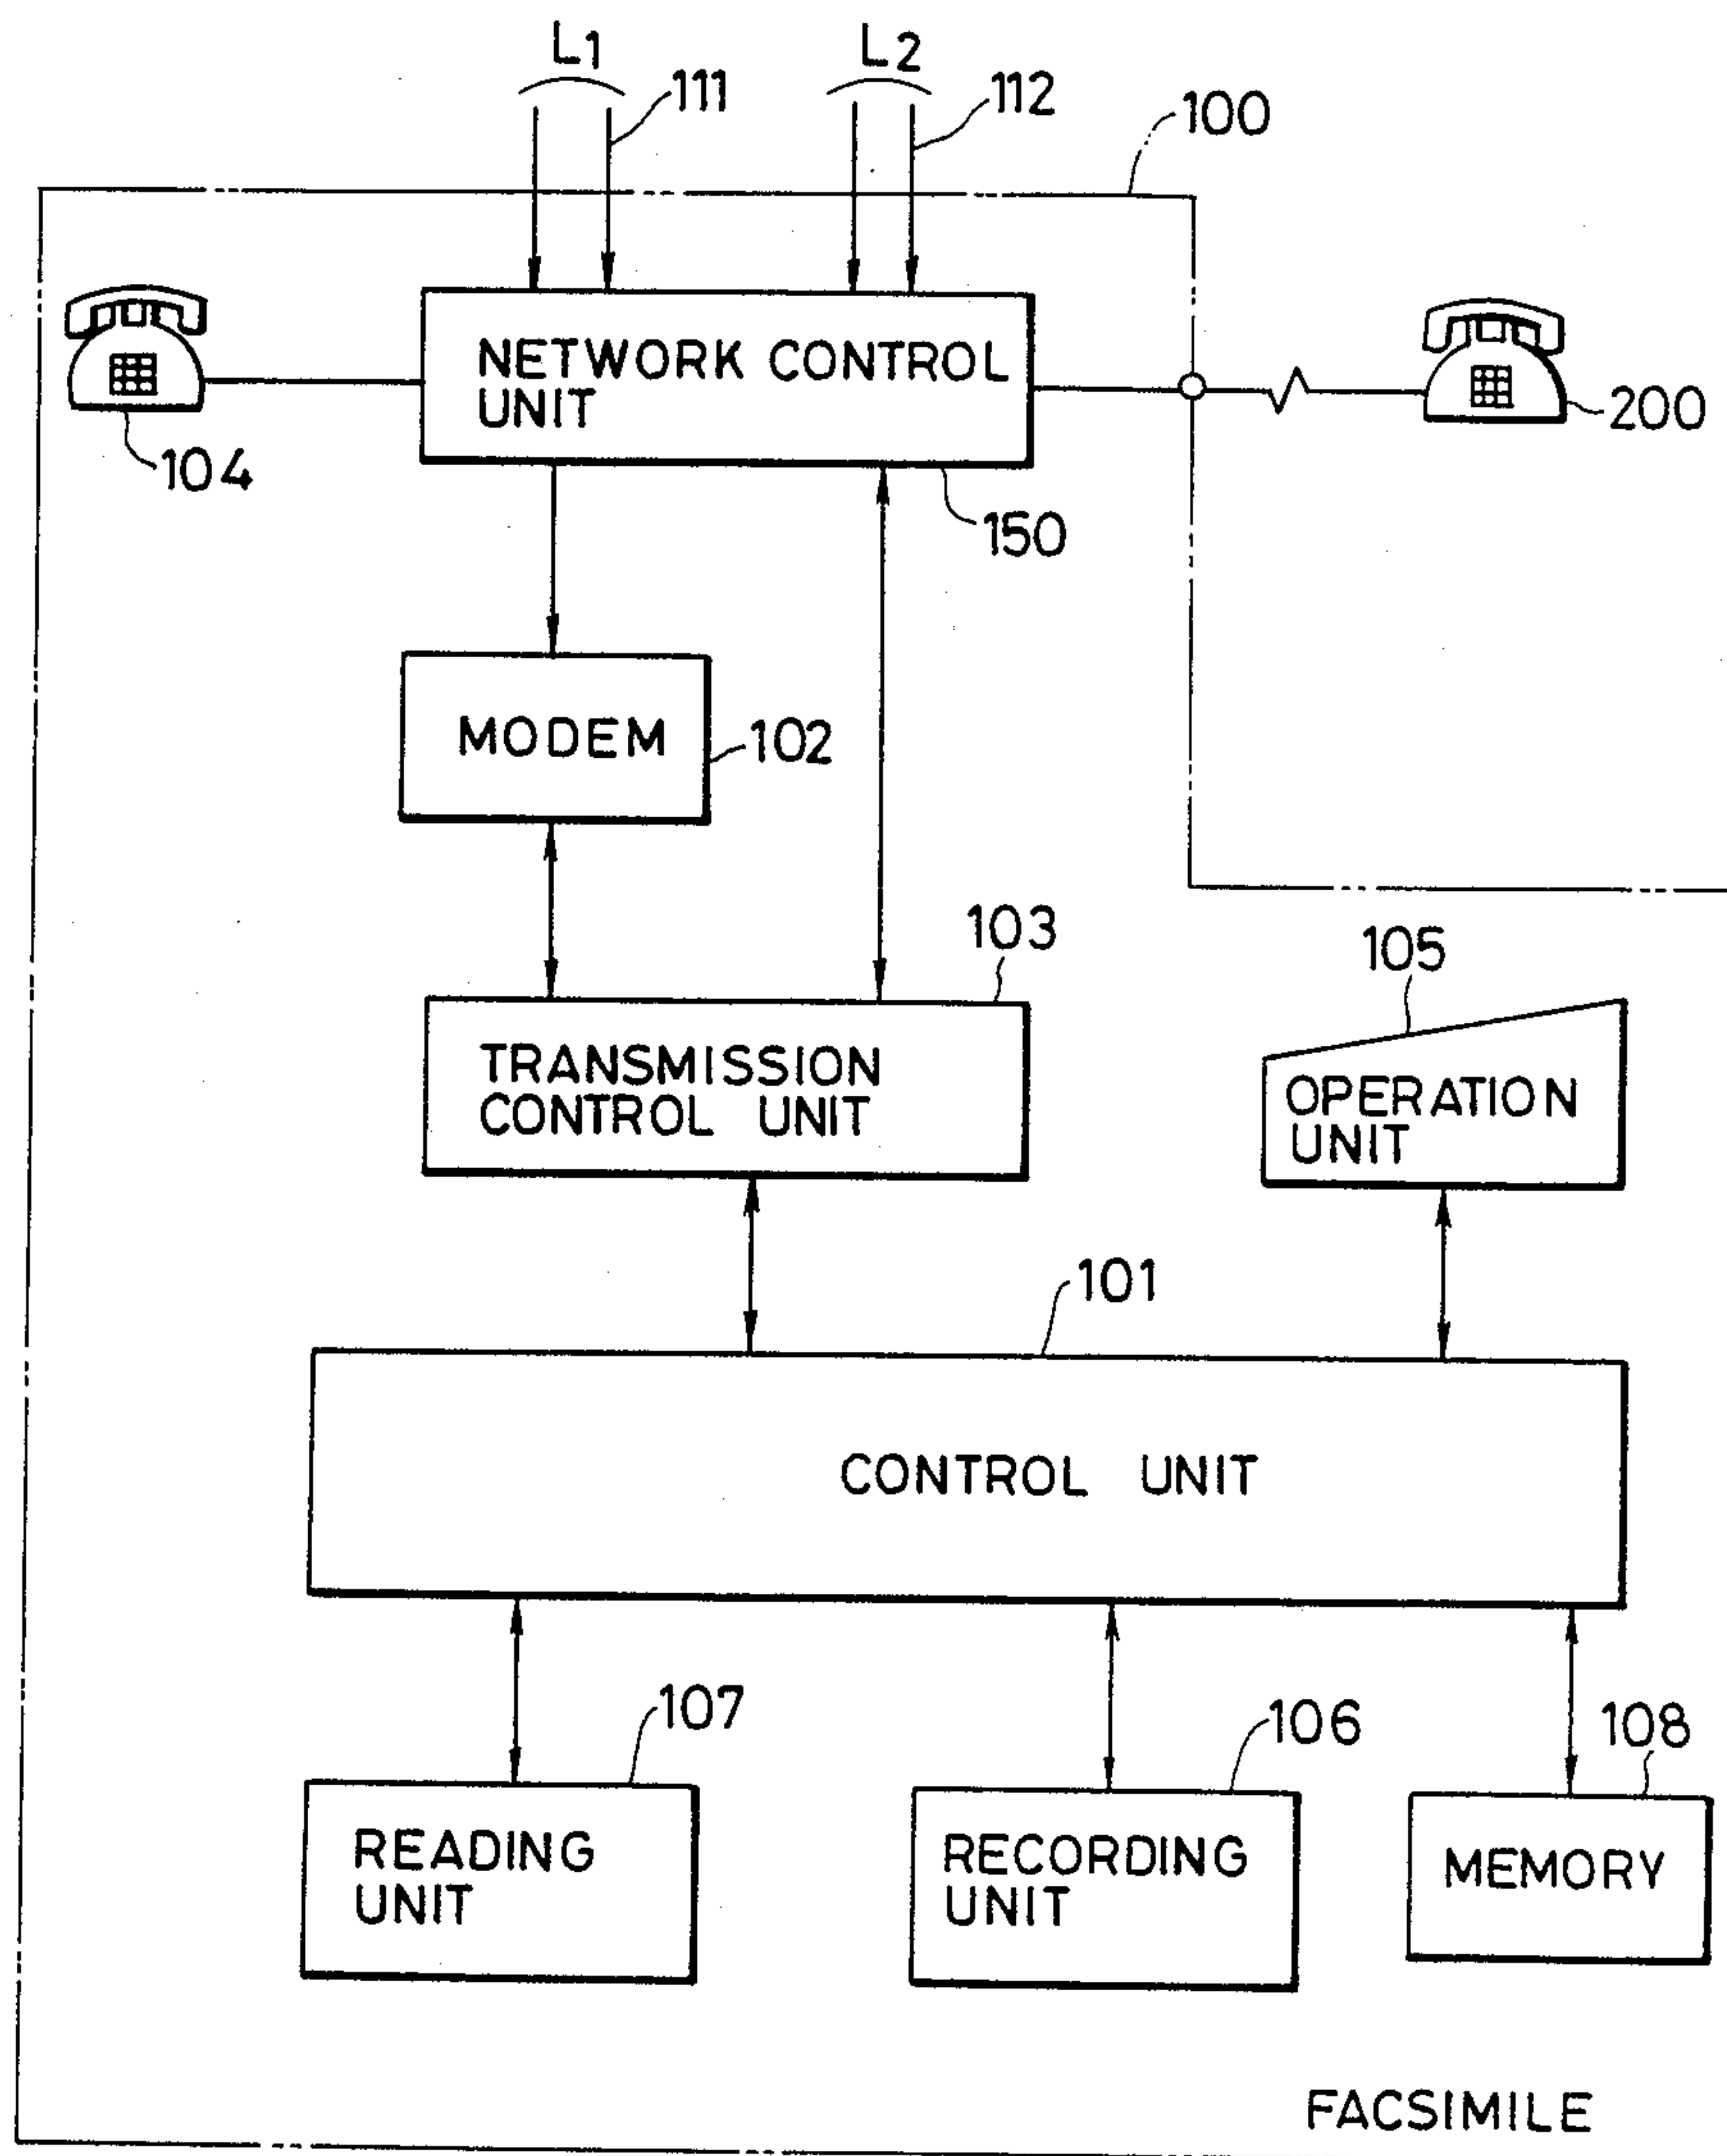 L1
L2
111
112
100
NETWORK CONTROL
UNIT
104
200
150
MODEM
102
103
105
TRANSMISSION
CONTROL UNIT
OPERATION
UNIT
101
CONTROL UNIT
107
106
108
READING
UNIT
RECORDING
UNIT
MEMORY
FACSIMILE